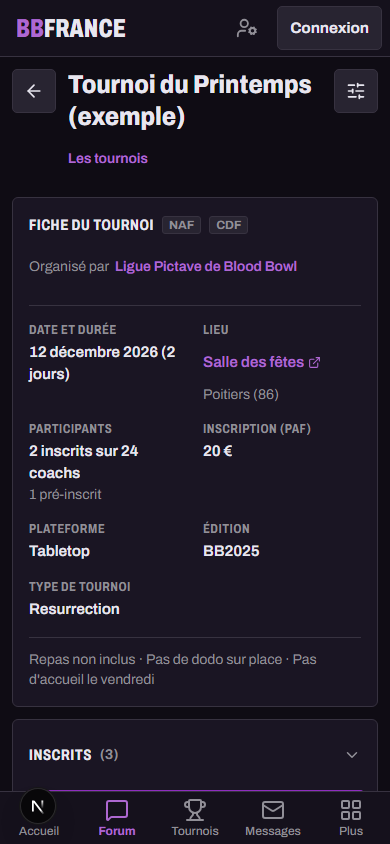 BBFRANCE
Connexion
Tournoi du Printemps
(exemple)
Les tournois
FICHE DU TOURNOI NAF CDF
Organisé par Ligue Pictave de Blood Bowl
DATE ET DURÉE
12 décembre 2026 (2
jours)
LIEU
Salle des fêtes
Poitiers (86)
PARTICIPANTS
2 inscrits sur 24
coachs
1 pré-inscrit
INSCRIPTION (PAF)
20 €
PLATEFORME
Tabletop
ÉDITION
BB2025
TYPE DE TOURNOI
Resurrection
Repas non inclus · Pas de dodo sur place · Pas
d'accueil le vendredi
INSCRITS (3)
N
Accueil
Forum
Tournois
Messages
Plus